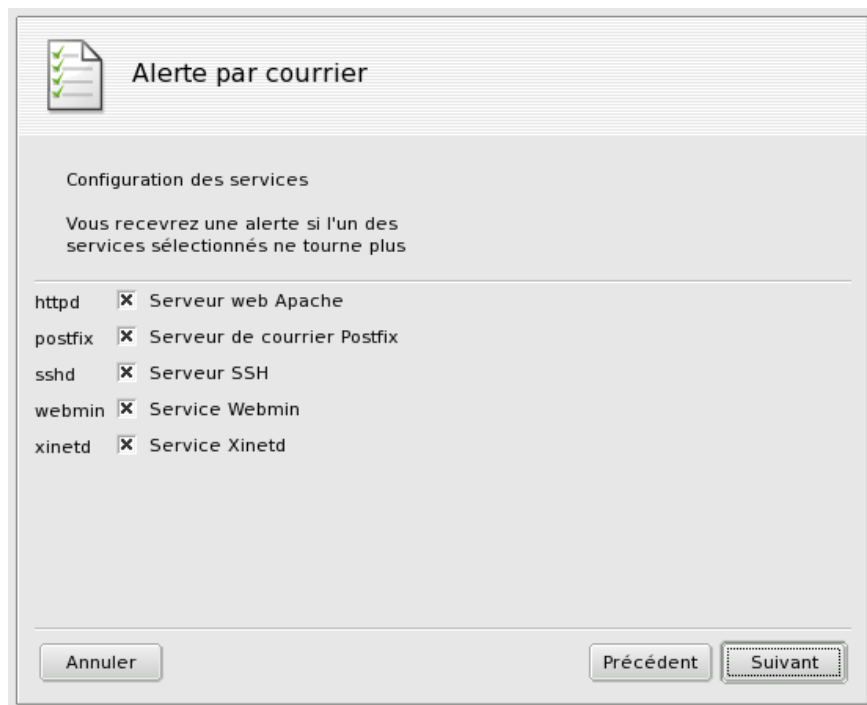 Alerte par courrier
Configuration des services
Vous recevrez une alerte si l'un des
services sélectionnés ne tourne plus
httpd Serveur web Apache
postfix Serveur de courrier Postfix
sshd Serveur SSH
webmin Service Webmin
xinetd Service Xinetd
Annuler Précédent Suivant